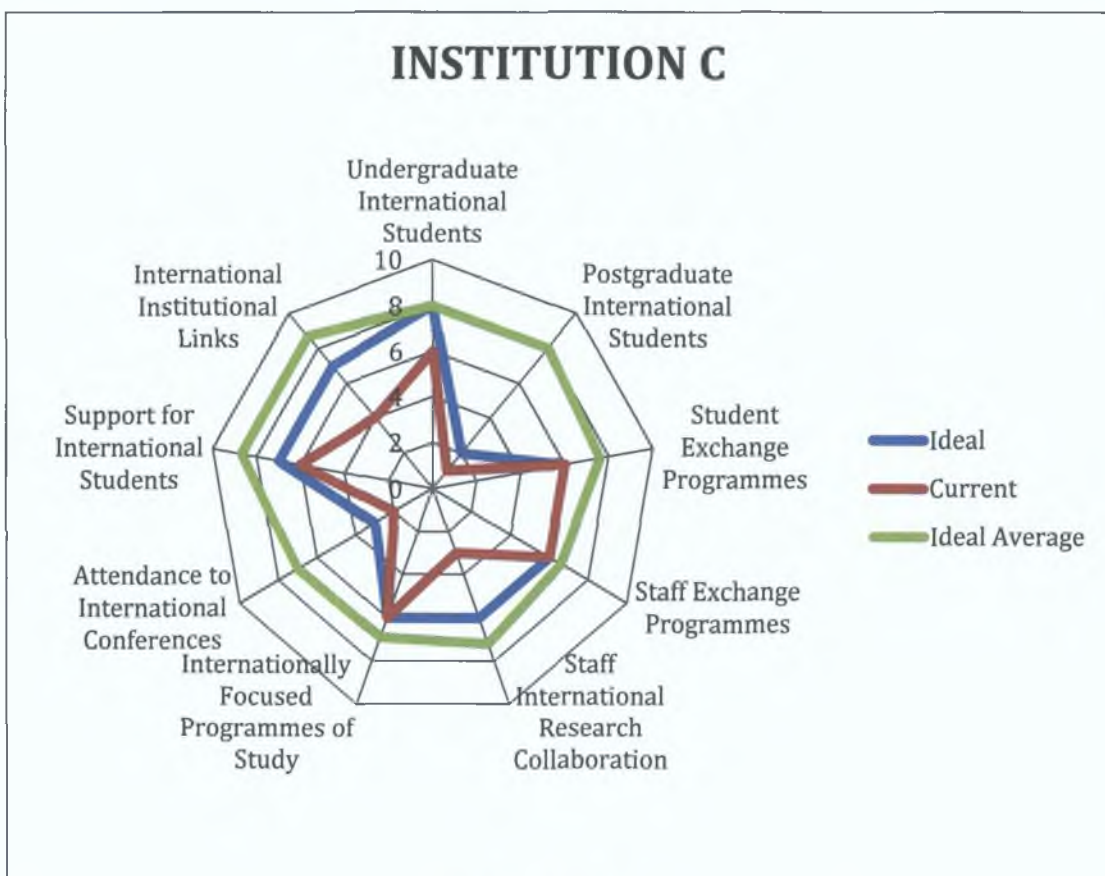 INSTITUTION C
Undergraduate
International
Students
Postgraduate
International
Students
Student
Exchange
Programmes
Staff Exchange
Programmes
Staff
International
Research
Collaboration
Internationally
Focused
Programmes of
Study
Attendance to
International
Conferences
Support for
International
Students
International
Institutional
Links
10
8
6
4
2
0
Ideal
Current
Ideal Average